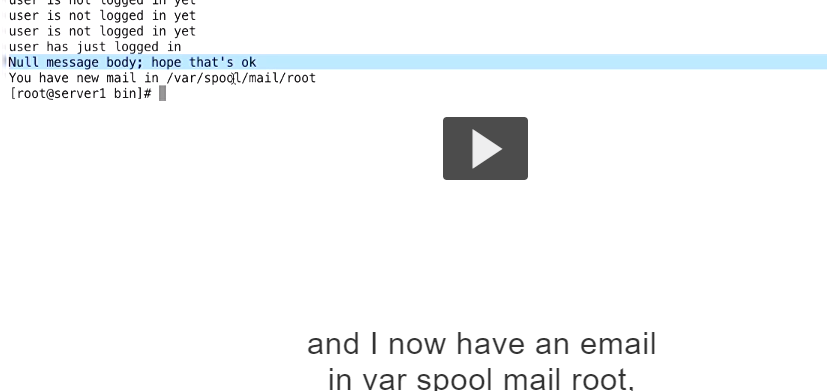 user is not logged in yet
user is not logged in yet
user is not logged in yet
user has just logged in
Null message body; hope that's ok
You have new mail in /var/spool/mail/root
[root@server1 bin]#
and I now have an email
in var spool mail root,